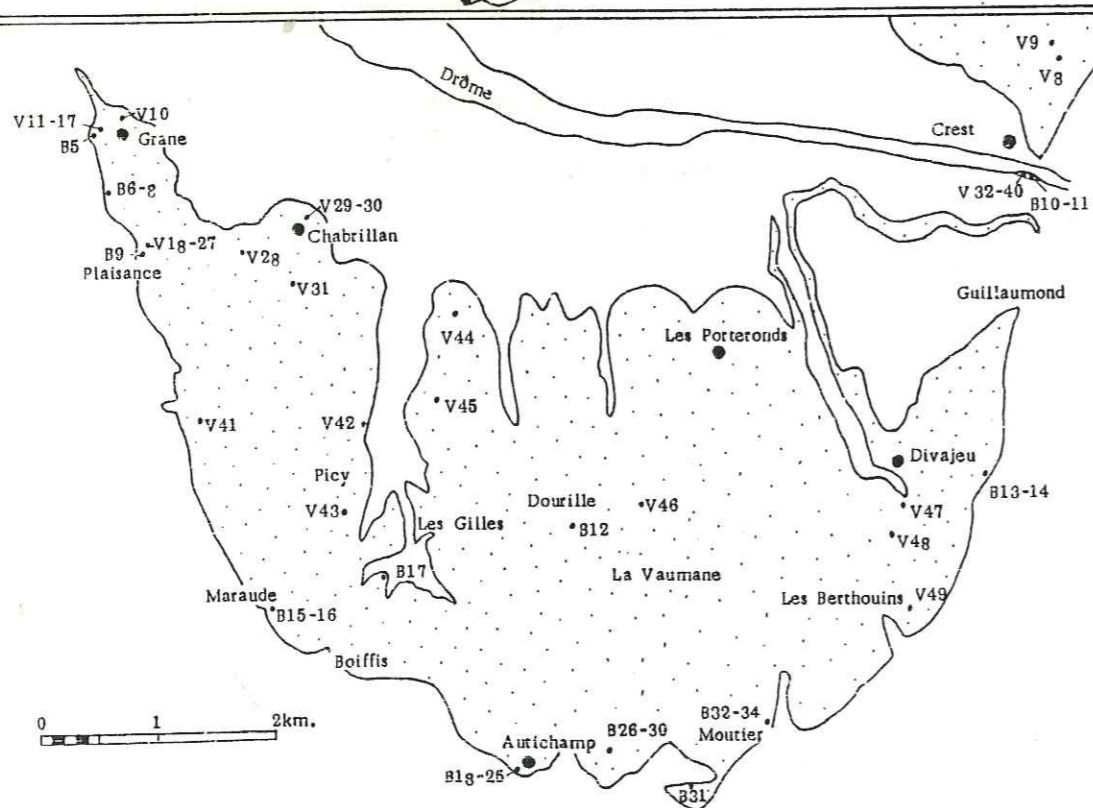 V9
V8
Drôme
Crest
V10
V11-17
Grane
B5
V32-40
B10-11
B6-8
V29-30
Chabrillan
V18-27
B9
V28
Plaisance
V31
Guillaumond
V44
Les Porteronds
V45
V41
V42
Divajeu
Picy
B13-14
Dourille
V46
V47
V43
Les Gilles
B12
V48
B17
La Vaumane
Maraude
Les Berthouins
V49
B15-16
Boiffis
0 1 2km.
B32-34
Moutier
Autichamp
B26-30
B18-25
B31